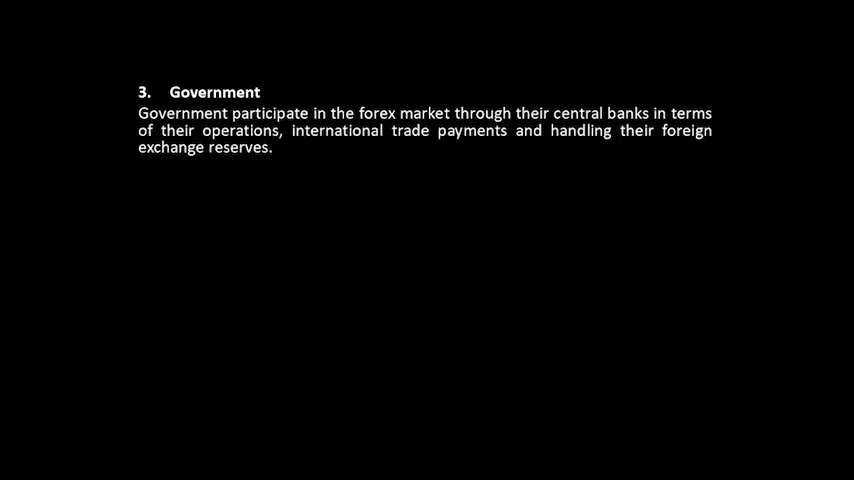 3. Government
Government participate in the forex market through their central banks in terms
of their operations, international trade payments and handling their foreign
exchange reserves.